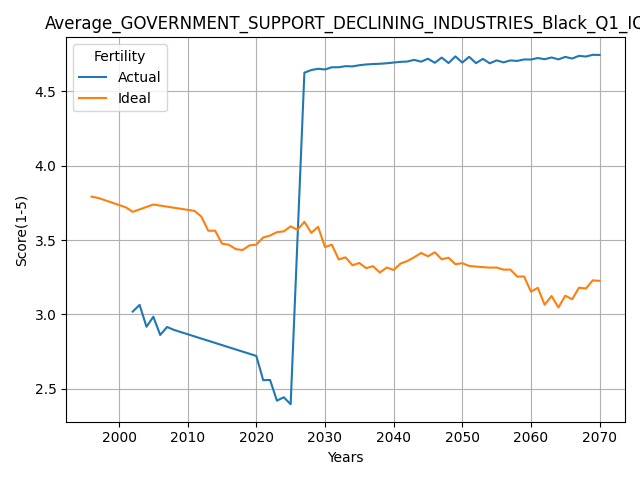 Average_GOVERNMENT_SUPPORT_DECLINING_INDUSTRIES_Black_Q1_IQ
Fertility
Actual
Ideal
Score(1-5)
4.5
4.0
3.5
3.0
2.5
2000 2010 2020 2030 2040 2050 2060 2070
Years